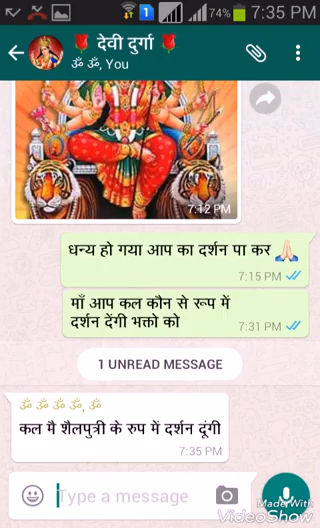 74% 7:35 PM
🌹 देवी दुर्गा 🌹
ॐ ॐ, You
7:12 PM
धन्य हो गया आप का दर्शन पा कर 🙏🏻
7:15 PM
माँ आप कल कौन से रूप में
दर्शन देंगी भक्तो को
7:31 PM
1 UNREAD MESSAGE
ॐ ॐ ॐ ॐ, ॐ
कल मै शैलपुत्री के रुप में दर्शन दूंगी
7:35 PM
Type a message
Made With
VideoShow